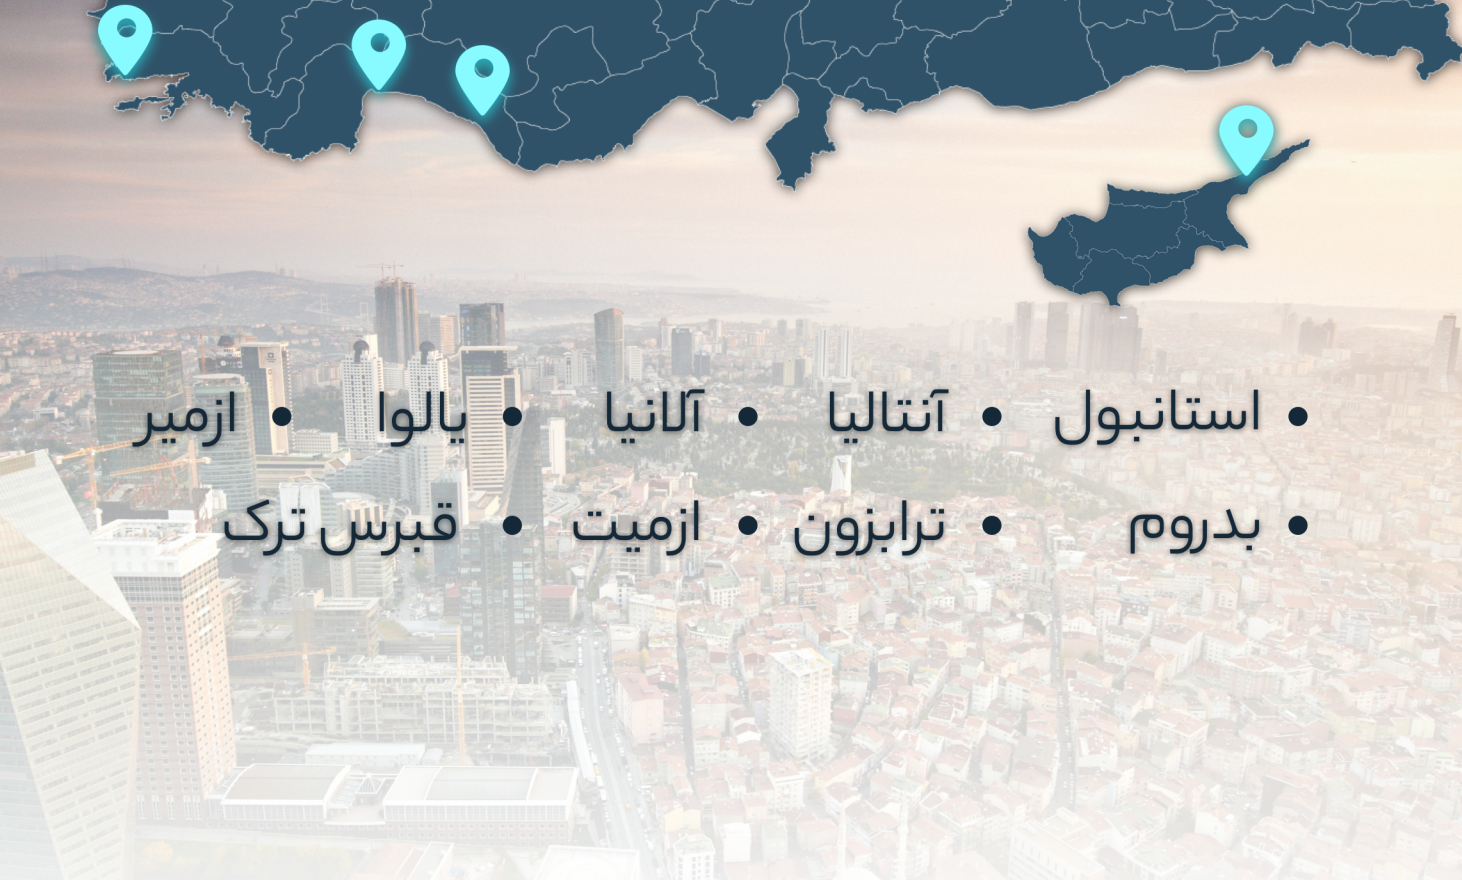 • استانبول • آنتالیا • آلانیا • یالوا • ازمیر
• بدروم • ترابزون • ازمیت • قبرس ترک